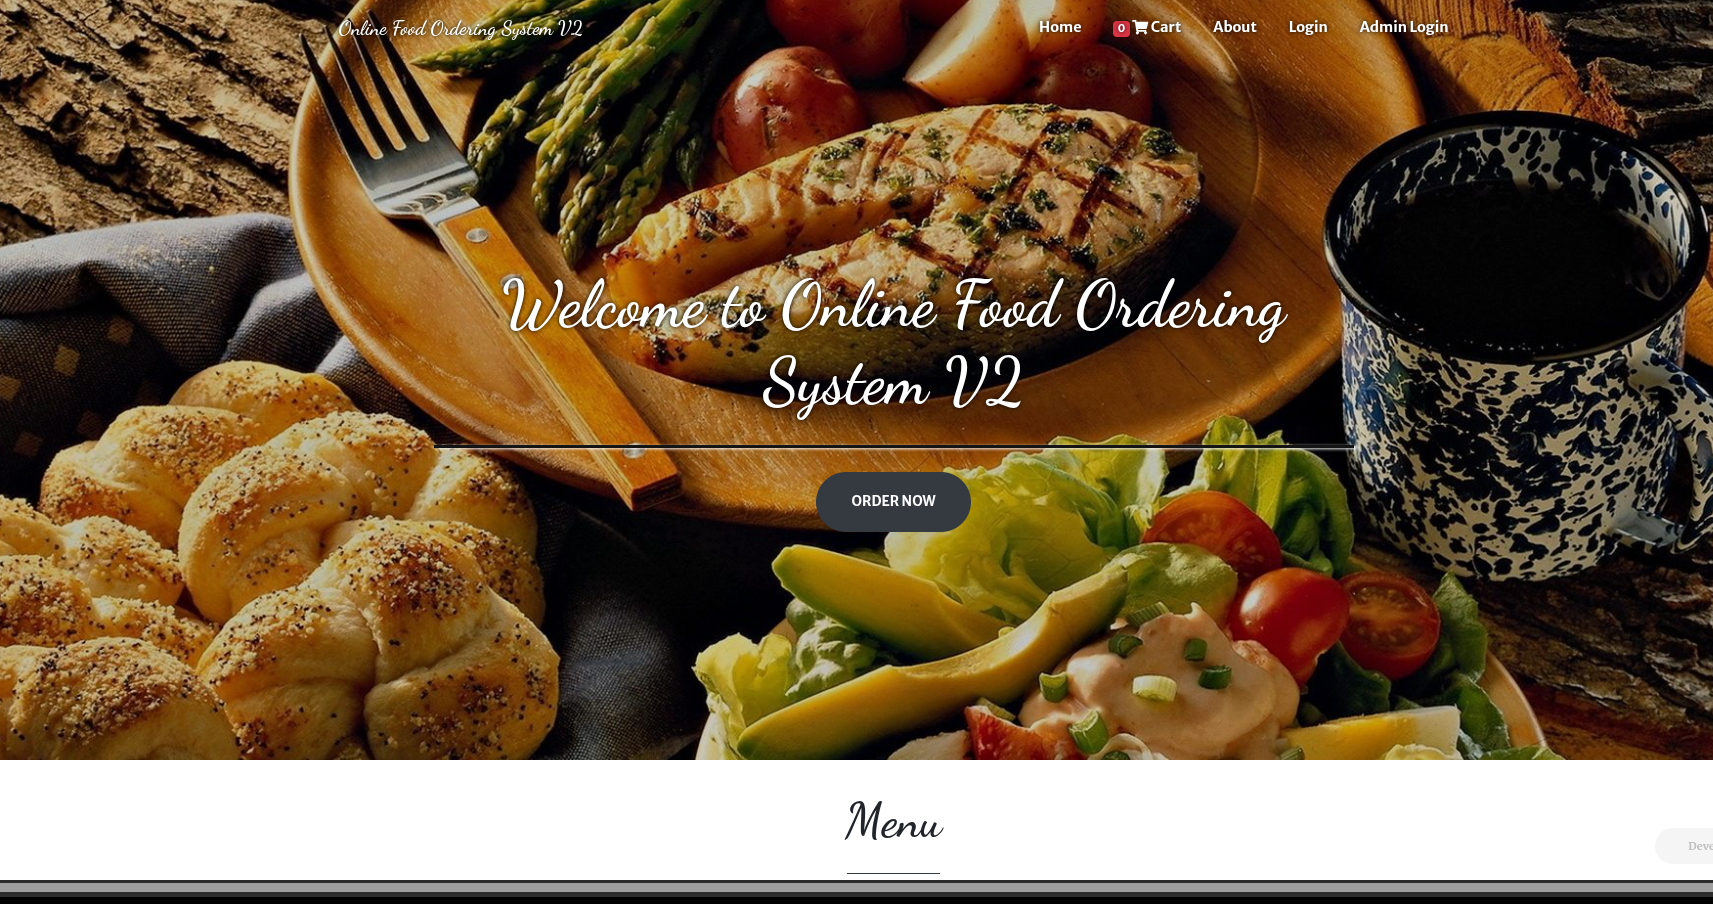 Online Food Ordering System V2
Home
0 Cart
About
Login
Admin Login
Welcome to Online Food Ordering
System V2
ORDER NOW
Menu